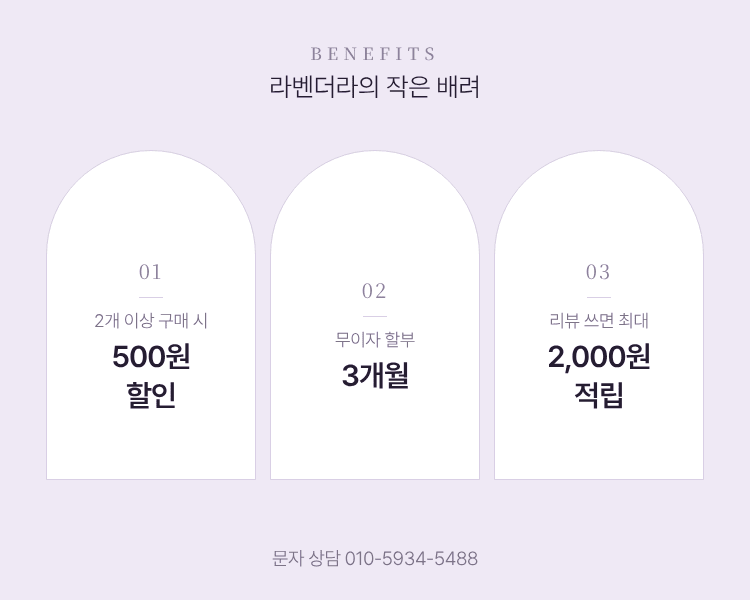 BENEFITS
라벤더라의 작은 배려
01
2개 이상 구매 시
500원
할인
02
무이자 할부
3개월
03
리뷰 쓰면 최대
2,000원
적립
문자 상담 010-5934-5488